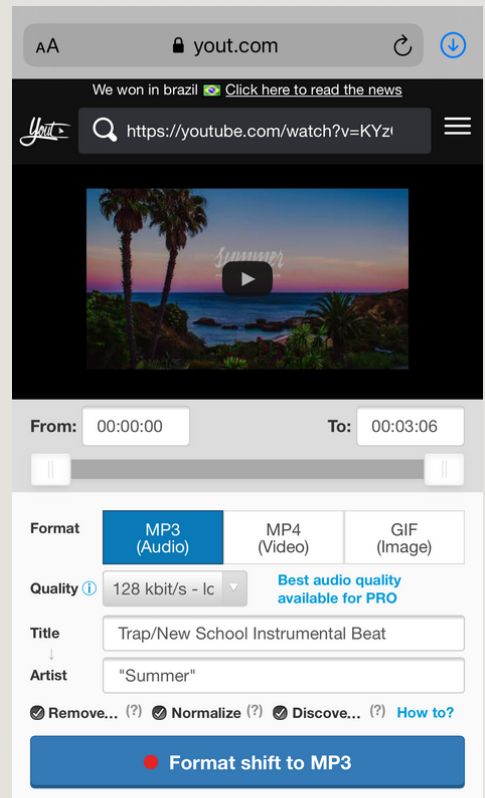 AA yout.com
We won in brazil 🇧🇷 Click here to read the news
Yout
https://youtube.com/watch?v=KYz
summer
From: 00:00:00 To: 00:03:06
Format MP3 (Audio) MP4 (Video) GIF (Image)
Quality 128 kbit/s - lc Best audio quality
available for PRO
Title Trap/New School Instrumental Beat
↓
Artist "Summer"
Remove... (?) Normalize (?) Discove... (?) How to?
Format shift to MP3